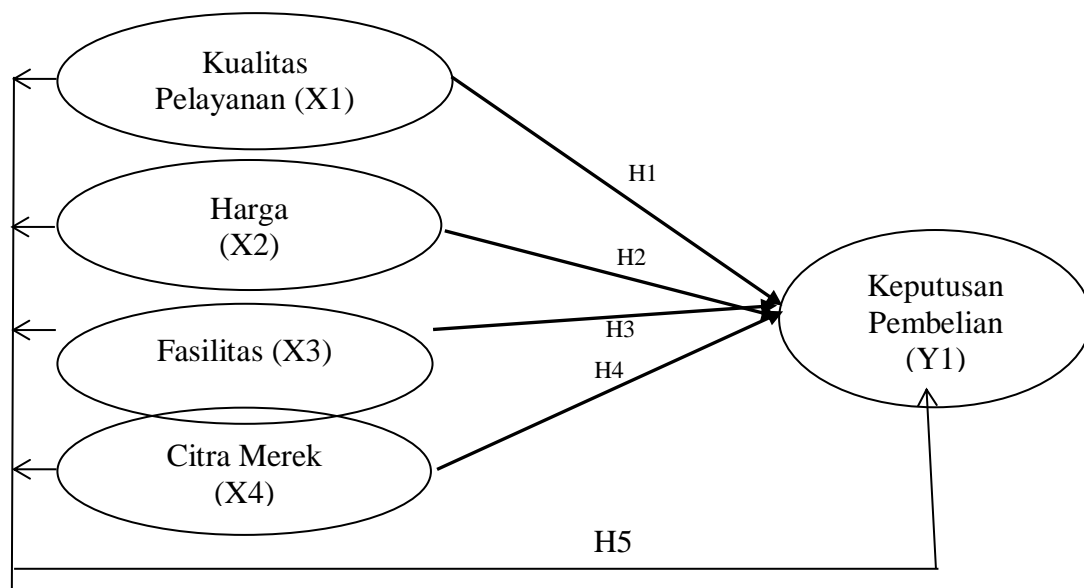 Kualitas
Pelayanan (X1)
H1
Harga
(X2)
H2
Keputusan
Pembelian
(Y1)
Fasilitas (X3)
H3
H4
Citra Merek
(X4)
H5